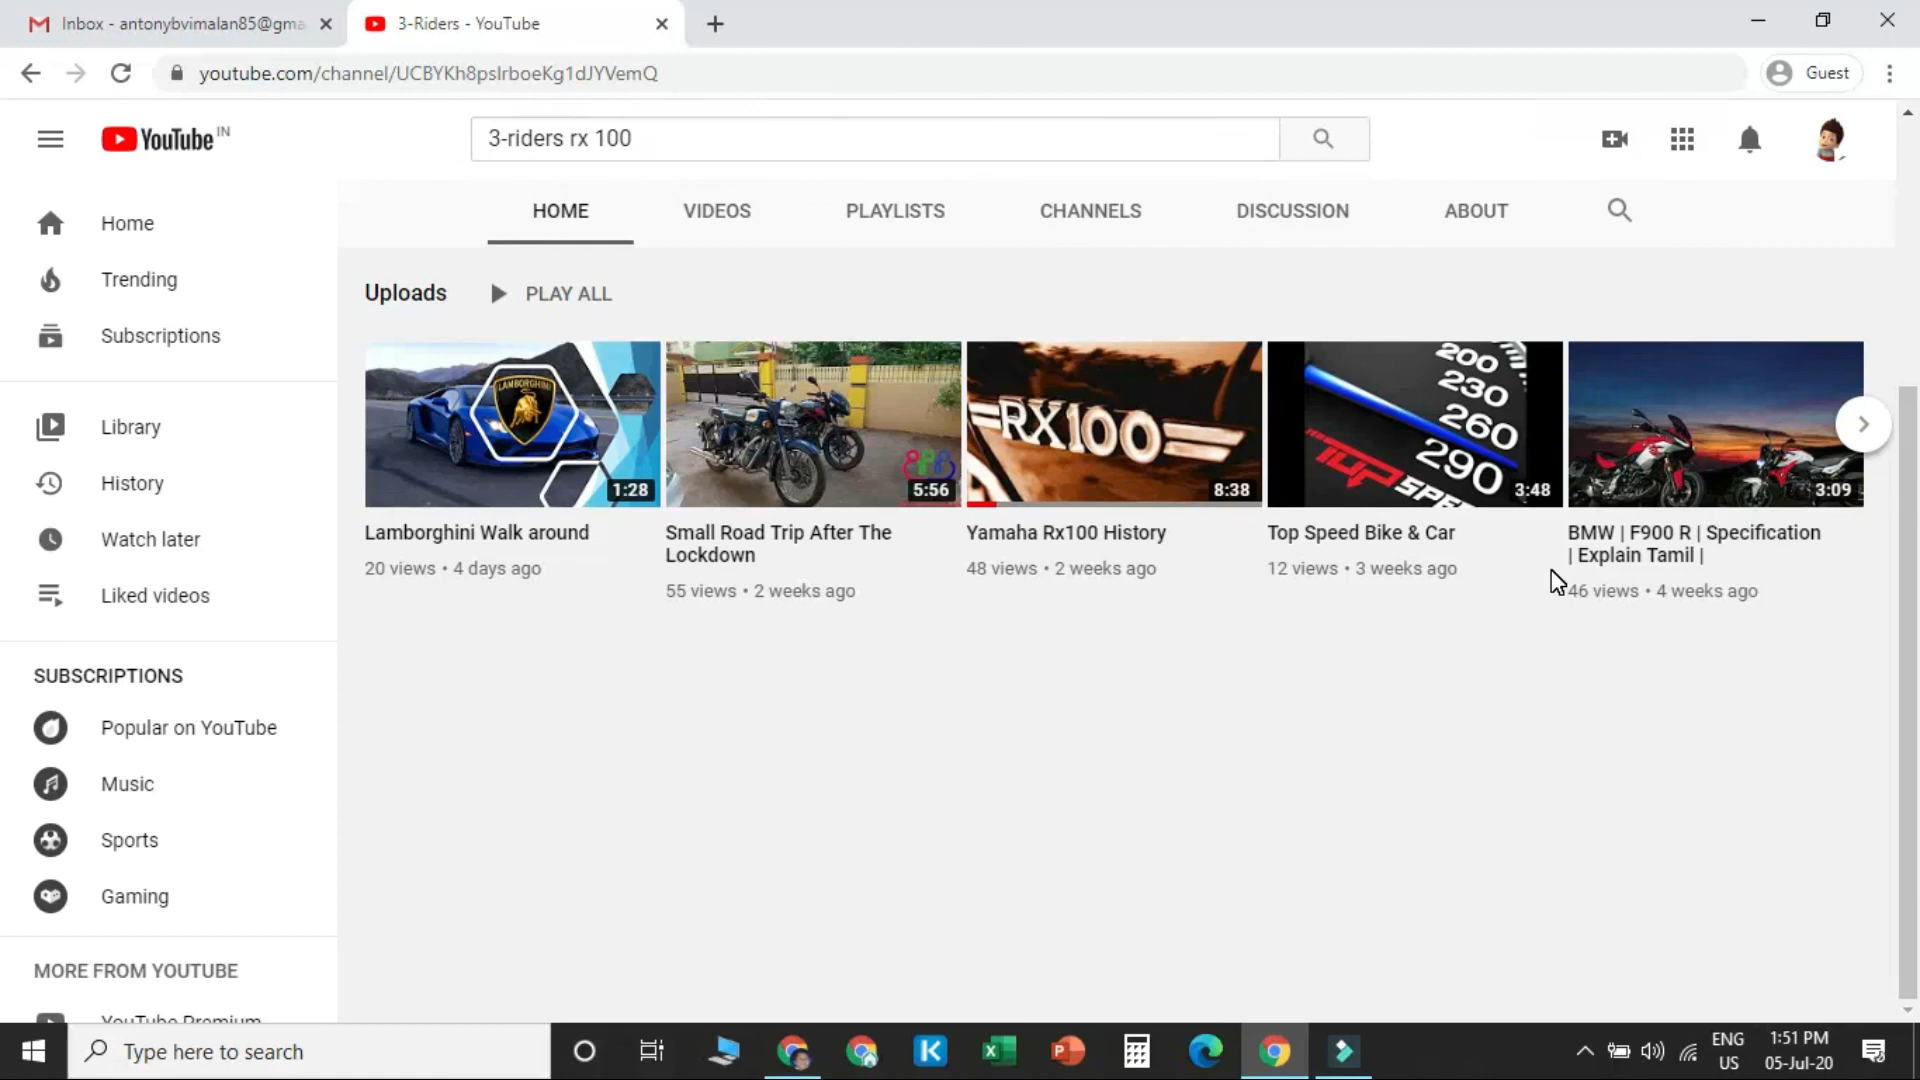 Inbox - antonybvimalan85@gma
3-Riders - YouTube
youtube.com/channel/UCBYKh8pslrboeKg1dJYVemQ
Guest
YouTube IN
3-riders rx 100
HOME
VIDEOS
PLAYLISTS
CHANNELS
DISCUSSION
ABOUT
Home
Trending
Subscriptions
Library
History
Watch later
Liked videos
SUBSCRIPTIONS
Popular on YouTube
Music
Sports
Gaming
MORE FROM YOUTUBE
YouTube Premium
Uploads
PLAY ALL
LAMBORGHINI
1:28
Lamborghini Walk around
20 views • 4 days ago
5:56
Small Road Trip After The
Lockdown
55 views • 2 weeks ago
RX100
8:38
Yamaha Rx100 History
48 views • 2 weeks ago
200
230
260
290
TOP SPEED
3:48
Top Speed Bike & Car
12 views • 3 weeks ago
3:09
BMW | F900 R | Specification
| Explain Tamil |
46 views • 4 weeks ago
Type here to search
ENG
US
1:51 PM
05-Jul-20